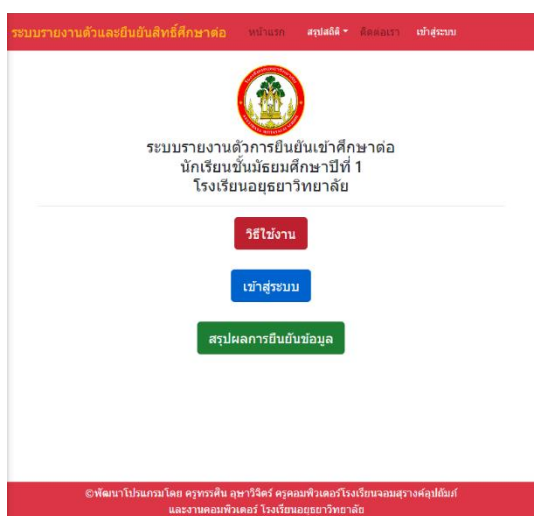 ระบบรายงานตัวและยืนยันสิทธิ์ศึกษาต่อ หน้าแรก สรุปสถิติ ติดต่อเรา เข้าสู่ระบบ
ระบบรายงานตัวการยืนยันเข้าศึกษาต่อ
นักเรียนชั้นมัธยมศึกษาปีที่ 1
โรงเรียนอยุธยาวิทยาลัย
วิธีใช้งาน
เข้าสู่ระบบ
สรุปผลการยืนยันข้อมูล
©พัฒนาโปรแกรมโดย ครูทรรศิน อุษาวิจิตร์ ครูคอมพิวเตอร์โรงเรียนจอมสุรางค์อุปถัมภ์
และงานคอมพิวเตอร์ โรงเรียนอยุธยาวิทยาลัย